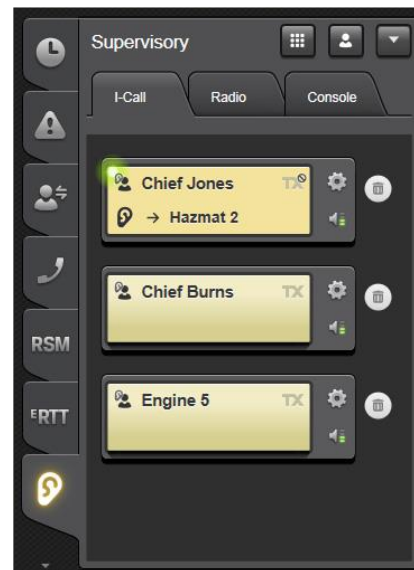 Supervisory
I-Call Radio Console
Chief Jones TX
→ Hazmat 2
Chief Burns TX
RSM
Engine 5 TX
ERTT